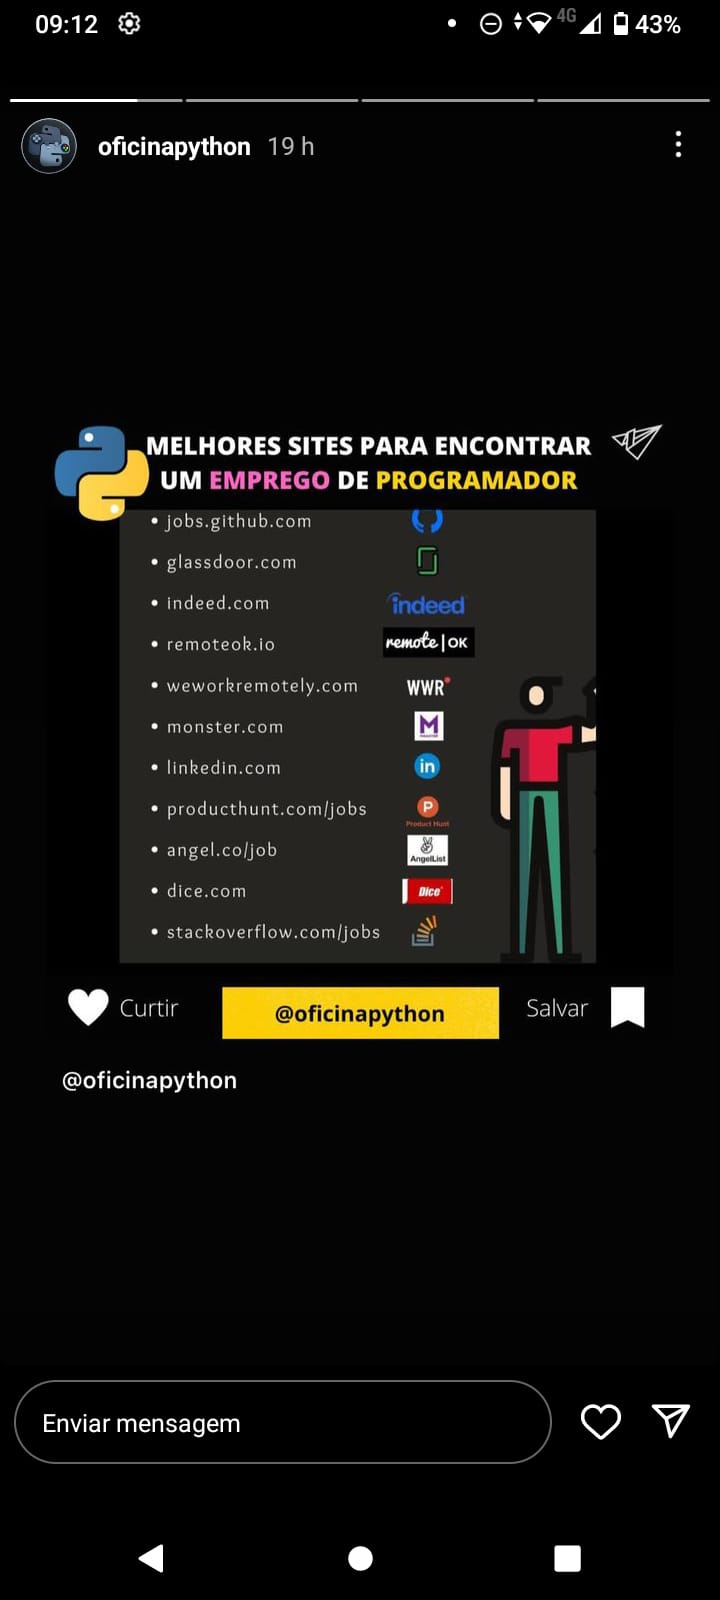 09:12
4G 43%
oficinapython 19 h
MELHORES SITES PARA ENCONTRAR
UM EMPREGO DE PROGRAMADOR
• jobs.github.com
• glassdoor.com
• indeed.com indeed
• remoteok.io remote|OK
• weworkremotely.com WWR
• monster.com
• linkedin.com in
• producthunt.com/jobs P
Product Hunt
• angel.co/job
AngelList
• dice.com Dice
• stackoverflow.com/jobs
Curtir @oficinapython Salvar
@oficinapython
Enviar mensagem